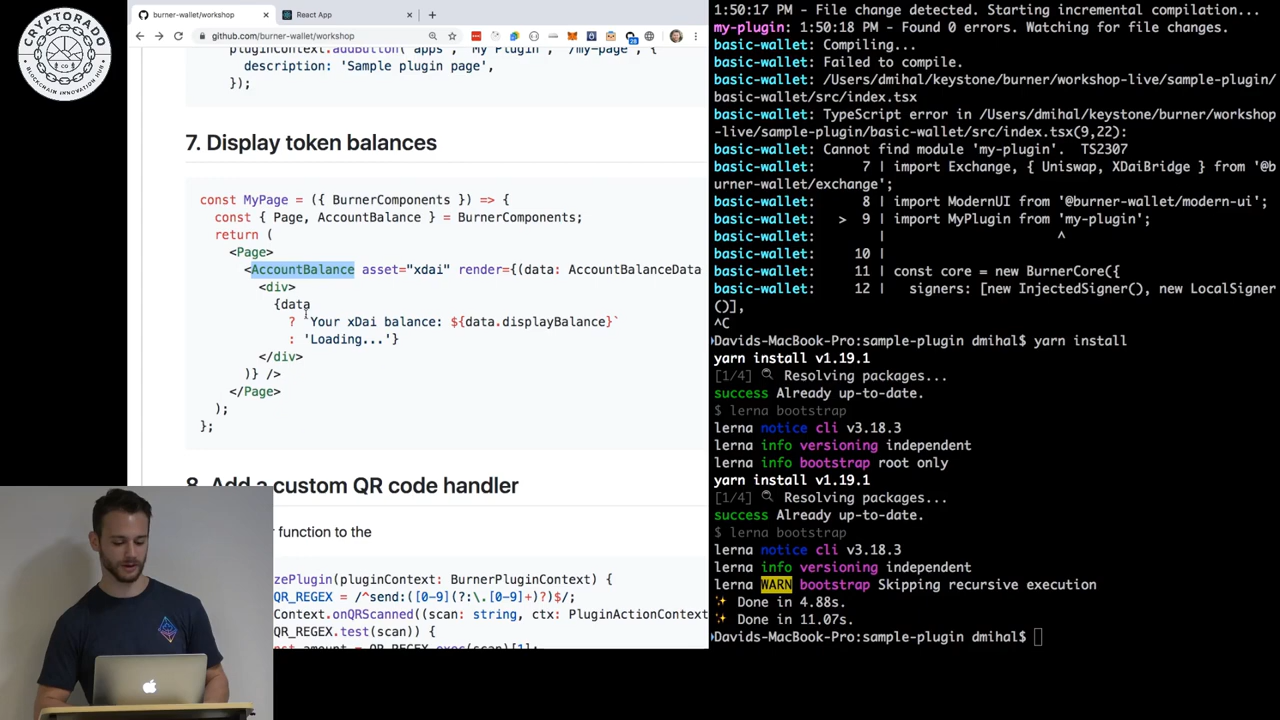 CRYPTORADO
BLOCKCHAIN INNOVATION HUB
CO
burner-wallet/workshop
React App
github.com/burner-wallet/workshop
28
pluginContext.addButton('apps', 'My Plugin', '/my-page', {
description: 'Sample plugin page',
});
7. Display token balances
const MyPage = ({ BurnerComponents }) => {
const { Page, AccountBalance } = BurnerComponents;
return (
<Page>
<AccountBalance asset="xdai" render={(data: AccountBalanceData
<div>
{data
? `Your xDai balance: ${data.displayBalance}`
: 'Loading...'}
</div>
)} />
</Page>
);
};
8. Add a custom QR code handler
r function to the
zePlugin(pluginContext: BurnerPluginContext) {
QR_REGEX = /^send:([0-9](?:\.[0-9]+)?)$/;
Context.onQRScanned((scan: string, ctx: PluginActionContext
QR_REGEX.test(scan)) {
nst amount = QR_REGEX.exec(scan)[1];
1:50:17 PM - File change detected. Starting incremental compilation...
my-plugin: 1:50:18 PM - Found 0 errors. Watching for file changes.
basic-wallet: Compiling...
basic-wallet: Failed to compile.
basic-wallet: /Users/dmihal/keystone/burner/workshop-live/sample-plugin/
basic-wallet/src/index.tsx
basic-wallet: TypeScript error in /Users/dmihal/keystone/burner/workshop
-live/sample-plugin/basic-wallet/src/index.tsx(9,22):
basic-wallet: Cannot find module 'my-plugin'.  TS2307
basic-wallet: 7 | import Exchange, { Uniswap, XDaiBridge } from '@b
urner-wallet/exchange';
basic-wallet: 8 | import ModernUI from '@burner-wallet/modern-ui';
basic-wallet: > 9 | import MyPlugin from 'my-plugin';
basic-wallet: | ^
basic-wallet: 10 |
basic-wallet: 11 | const core = new BurnerCore({
basic-wallet: 12 | signers: [new InjectedSigner(), new LocalSigner
()],
^C
Davids-MacBook-Pro:sample-plugin dmihal$ yarn install
yarn install v1.19.1
[1/4] 🔍 Resolving packages...
success Already up-to-date.
$ lerna bootstrap
lerna notice cli v3.18.3
lerna info versioning independent
lerna info bootstrap root only
yarn install v1.19.1
[1/4] 🔍 Resolving packages...
success Already up-to-date.
$ lerna bootstrap
lerna notice cli v3.18.3
lerna info versioning independent
lerna WARN bootstrap Skipping recursive execution
✨ Done in 4.88s.
✨ Done in 11.07s.
Davids-MacBook-Pro:sample-plugin dmihal$